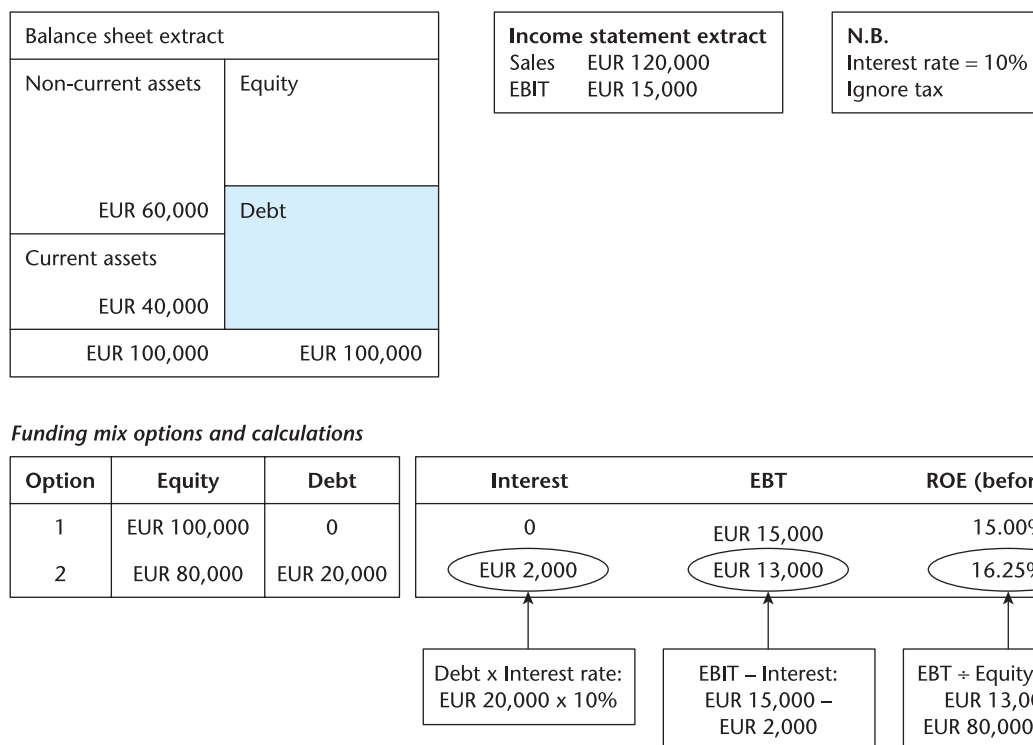 Balance sheet extract
Non-current assets Equity
EUR 60,000 Debt
Current assets
EUR 40,000
EUR 100,000 EUR 100,000
Income statement extract
Sales EUR 120,000
EBIT EUR 15,000
N.B.
Interest rate = 10%
Ignore tax
Funding mix options and calculations
Option Equity Debt Interest EBT ROE
1 EUR 100,000 0 0 EUR 15,000 15.00%
2 EUR 80,000 EUR 20,000 EUR 2,000 EUR 13,000 16.25%
Debt x Interest rate:
EUR 20,000 x 10%
EBIT – Interest:
EUR 15,000 –
EUR 2,000
EBT ÷ Equity
EUR
EUR 80,000